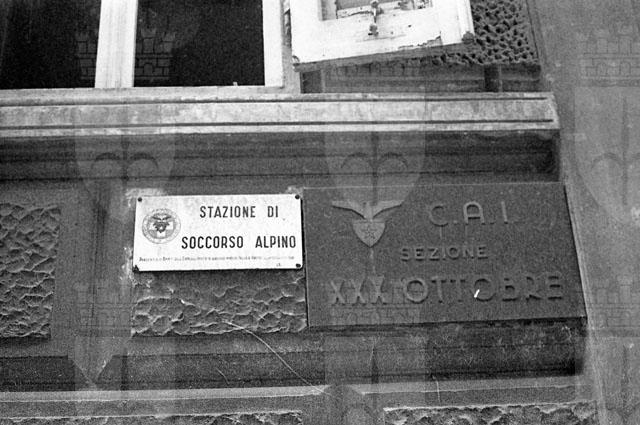 STAZIONE DI
SOCCORSO ALPINO
C.A.I
SEZIONE
XXX OTTOBRE